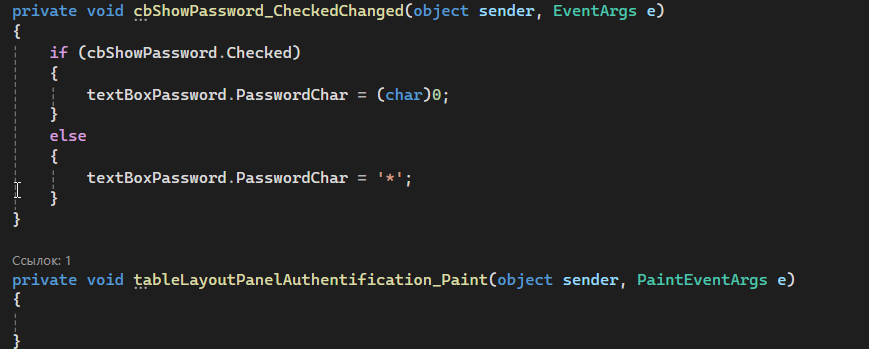 private void cbShowPassword_CheckedChanged(object sender, EventArgs e)
{
    if (cbShowPassword.Checked)
    {
        textBoxPassword.PasswordChar = (char)0;
    }
    else
    {
        textBoxPassword.PasswordChar = '*';
    }
}
Ссылок: 1
private void tableLayoutPanelAuthentification_Paint(object sender, PaintEventArgs e)
{
}